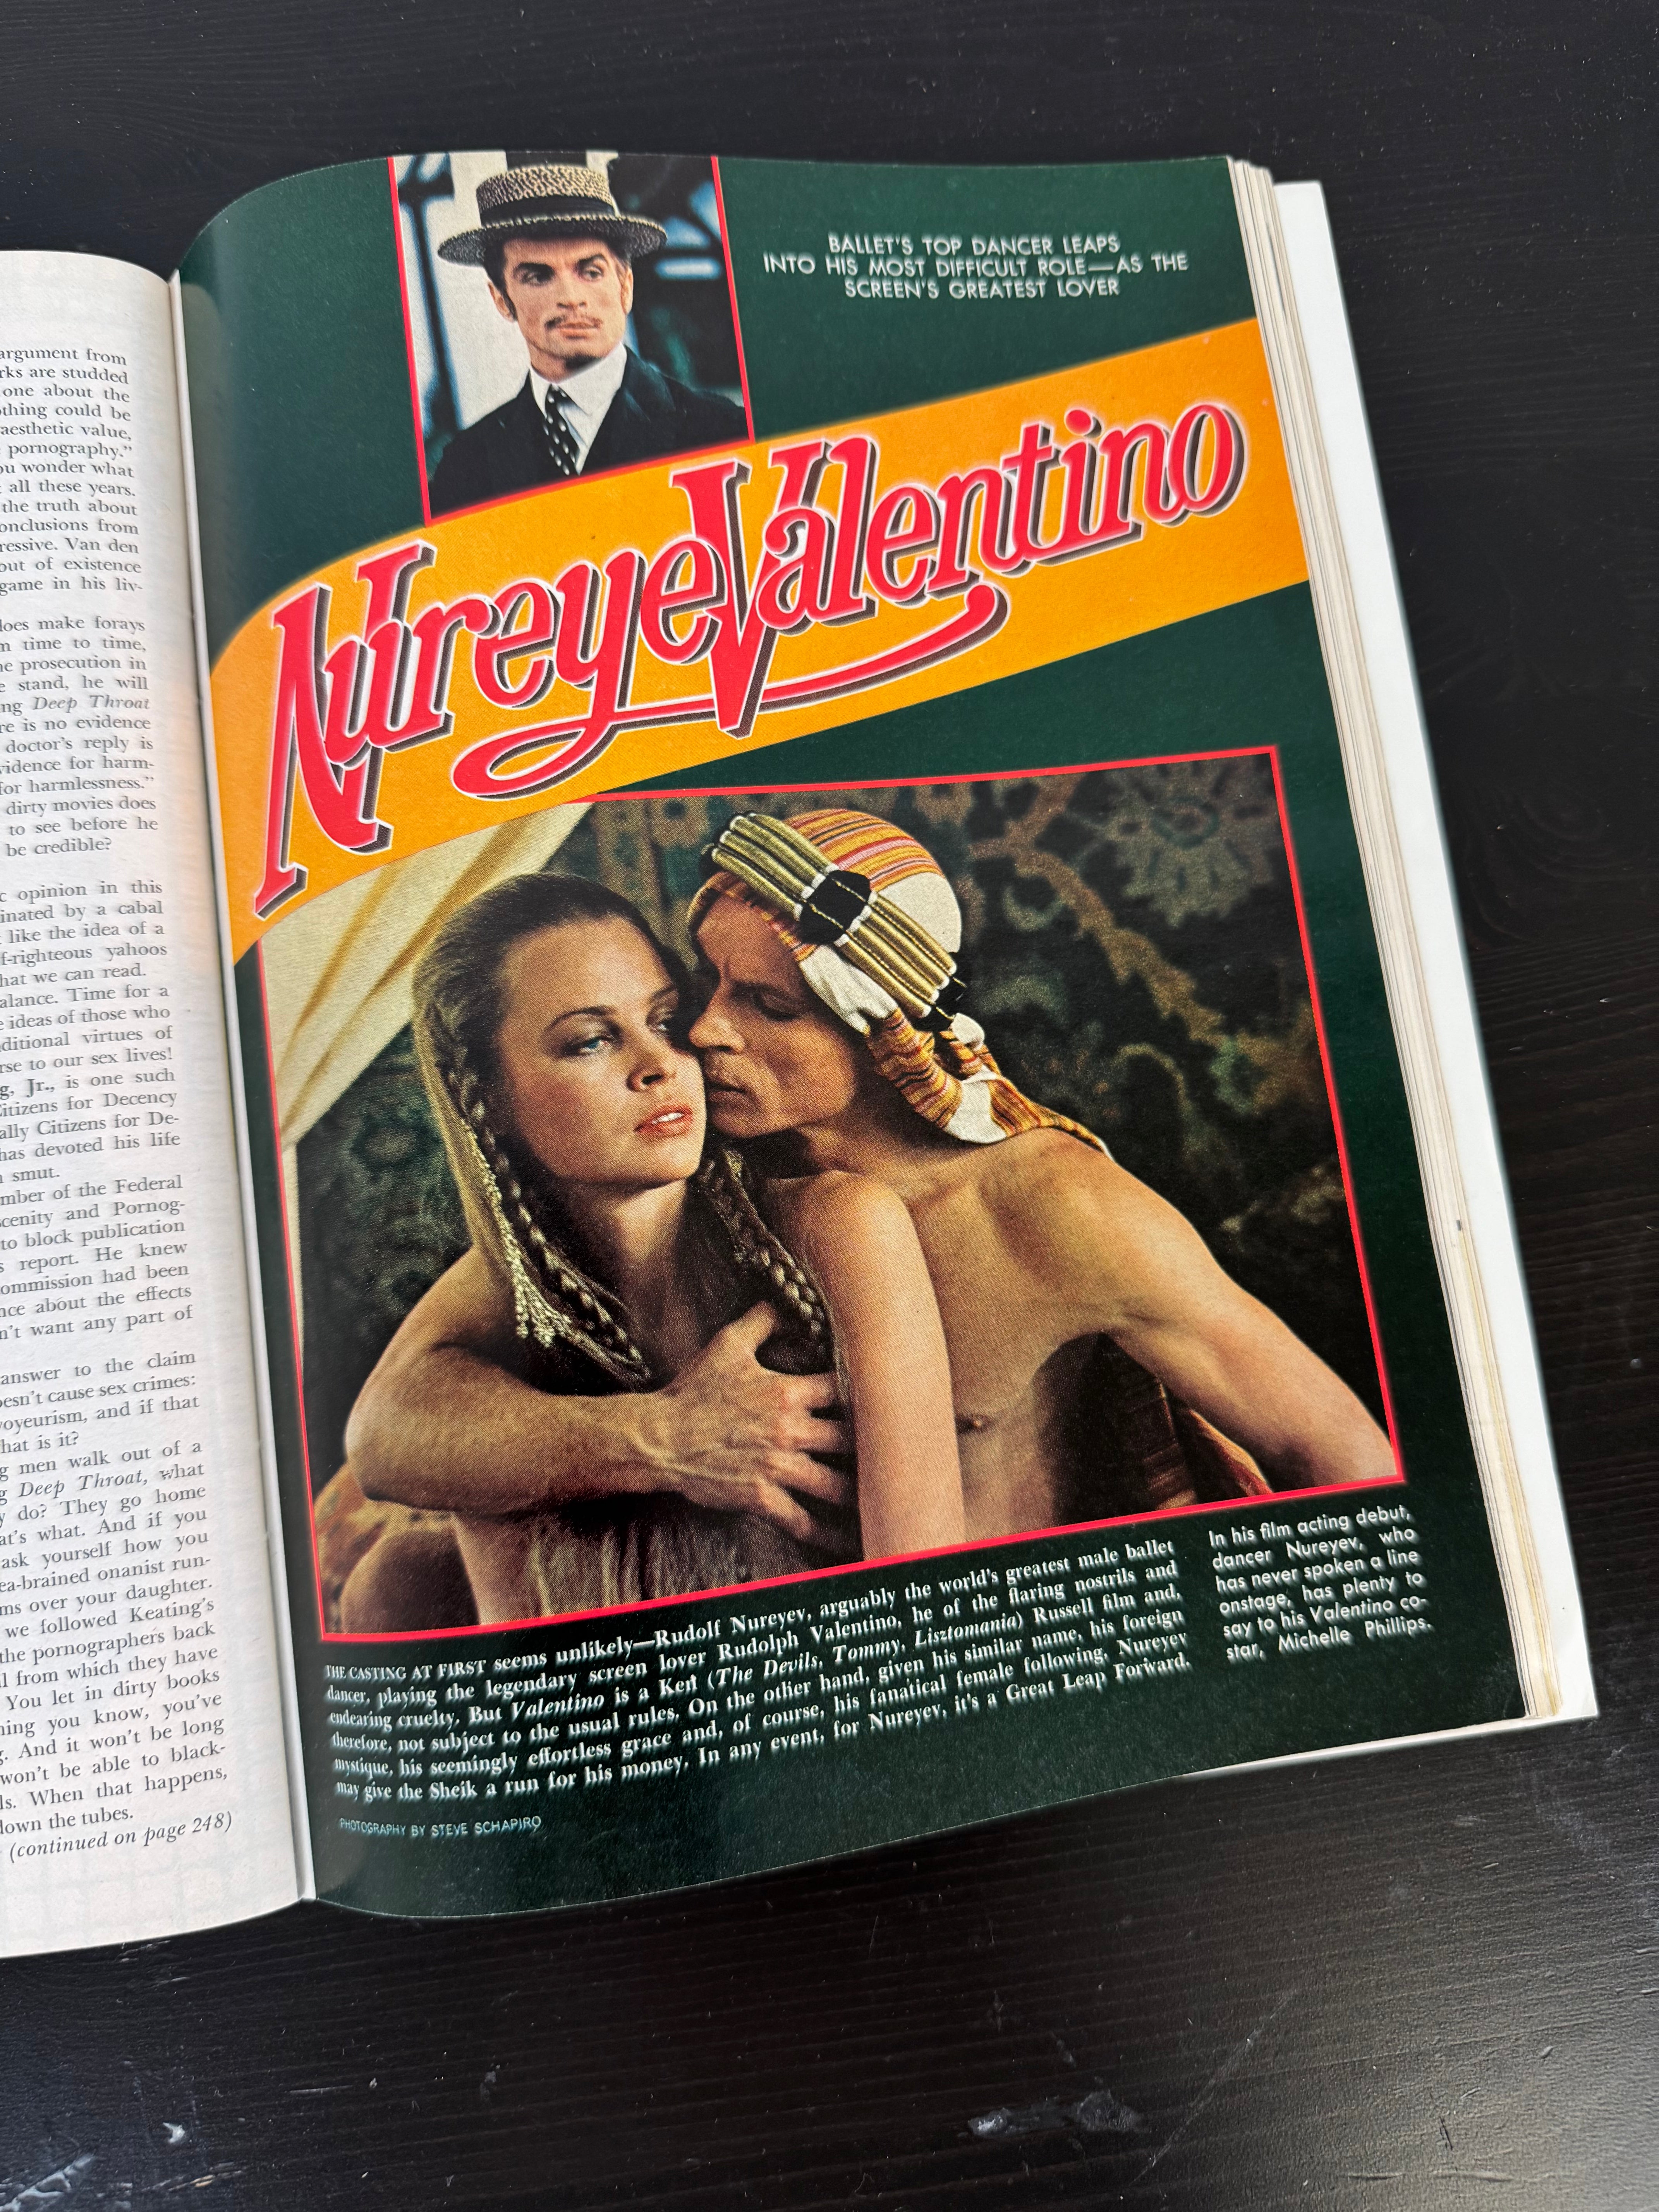 argument from
rks are studded
one about the
othing could be
aesthetic value,
pornography.”
ou wonder what
all these years.
the truth about
onclusions from
ressive. Van den
out of existence
game in his liv-
does make forays
m time to time,
he prosecution in
e stand, he will
ng Deep Throat
re is no evidence
doctor's reply is
vidence for harm-
for harmlessness.”
dirty movies does
to see before he
be credible?
c opinion in this
inated by a cabal
like the idea of a
f-righteous yahoos
hat we can read.
alance. Time for a
e ideas of those who
ditional virtues of
rse to our sex lives!
g, Jr., is one such
Citizens for Decency
ally Citizens for De-
has devoted his life
n smut.
mber of the Federal
scenity and Pornog-
to block publication
s report. He knew
ommission had been
nce about the effects
n't want any part of
answer to the claim
oesn't cause sex crimes:
voyeurism, and if that
hat is it?
g men walk out of a
g Deep Throat, what
y do? They go home
at's what. And if you
ask yourself how you
ea-brained onanist run-
ms over your daughter.
we followed Keating's
the pornographers back
l from which they have
You let in dirty books
hing you know, you've
g. And it won't be long
won't be able to black-
ls. When that happens,
down the tubes.
(continued on page 248)
BALLET'S TOP DANCER LEAPS
INTO HIS MOST DIFFICULT ROLE—AS THE
SCREEN'S GREATEST LOVER
NureyeValentino
THE CASTING AT FIRST seems unlikely—Rudolf Nureyev, arguably the world's greatest male ballet
dancer, playing the legendary screen lover Rudolph Valentino, he of the flaring nostrils and
endearing cruelty. But Valentino is a Ken (The Devils, Tommy, Lisztomania) Russell film and,
therefore, not subject to the usual rules. On the other hand, given his similar name, his foreign
mystique, his seemingly effortless grace and, of course, his fanatical female following, Nureyev
may give the Sheik a run for his money. In any event, for Nureyev, it's a Great Leap Forward.
PHOTOGRAPHY BY STEVE SCHAPIRO
In his film acting debut,
dancer Nureyev, who
has never spoken a line
onstage, has plenty to
say to his Valentino co-
star, Michelle Phillips.